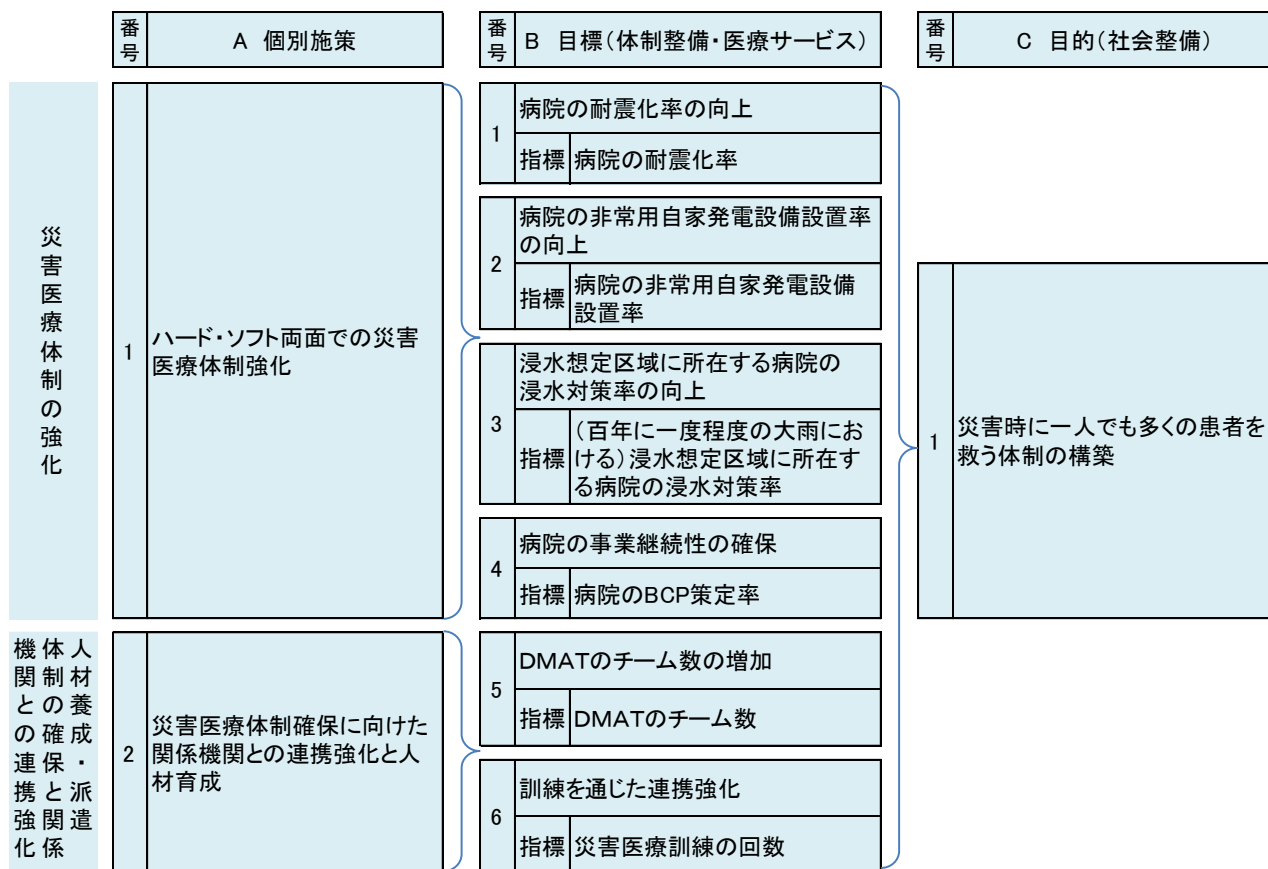 番号
A 個別施策
番号
B 目標(体制整備・医療サービス)
番号
C 目的(社会整備)
災害医療体制の強化
1
ハード・ソフト両面での災害
医療体制強化
1
病院の耐震化率の向上
指標
病院の耐震化率
2
病院の非常用自家発電設備設置率
の向上
指標
病院の非常用自家発電設備
設置率
3
浸水想定区域に所在する病院の
浸水対策率の向上
指標
(百年に一度程度の大雨にお
ける)浸水想定区域に所在す
る病院の浸水対策率
4
病院の事業継続性の確保
指標
病院のBCP策定率
人材養成・派遣
体制の確保と関係
機関との連携強化
2
災害医療体制確保に向けた
関係機関との連携強化と人
材育成
5
DMATのチーム数の増加
指標
DMATのチーム数
6
訓練を通じた連携強化
指標
災害医療訓練の回数
1
災害時に一人でも多くの患者を
救う体制の構築